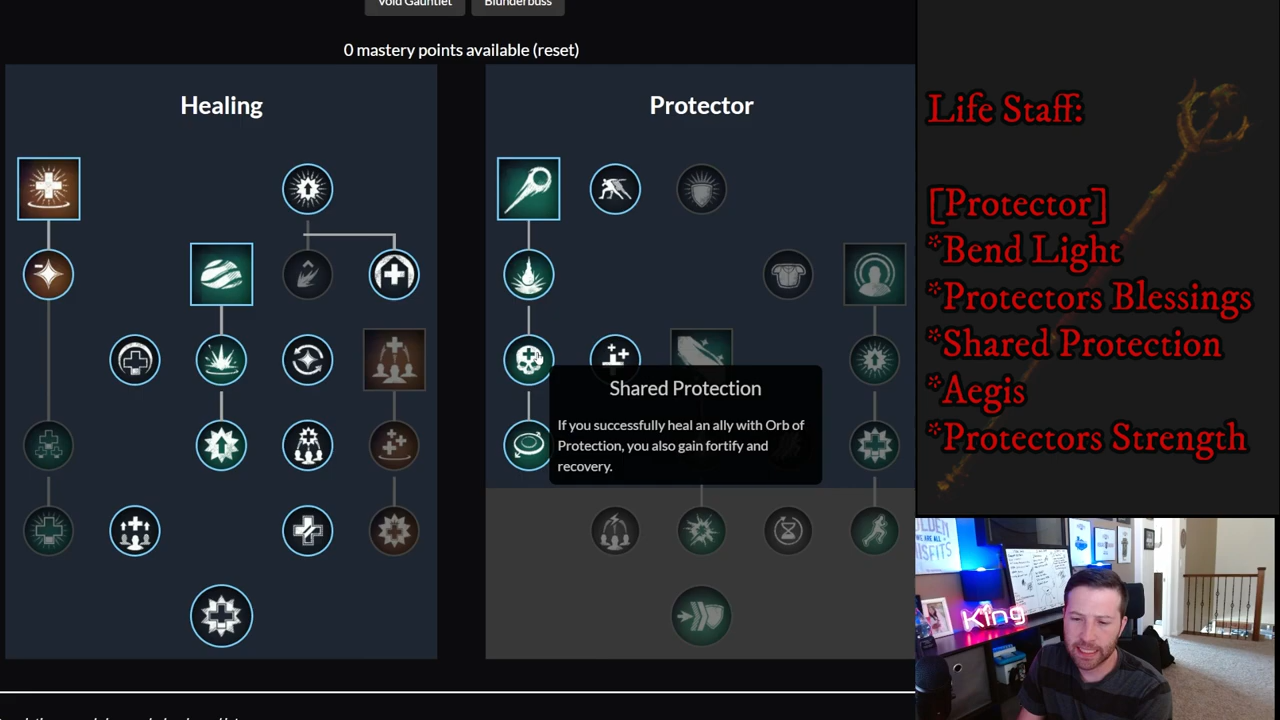 Void Gauntlet
Blunderbuss
0 mastery points available (reset)
Healing
Protector
Shared Protection
If you successfully heal an ally with Orb of
Protection, you also gain fortify and
recovery.
Life Staff:
[Protector]
*Bend Light
*Protectors Blessings
*Shared Protection
*Aegis
*Protectors Strength
King